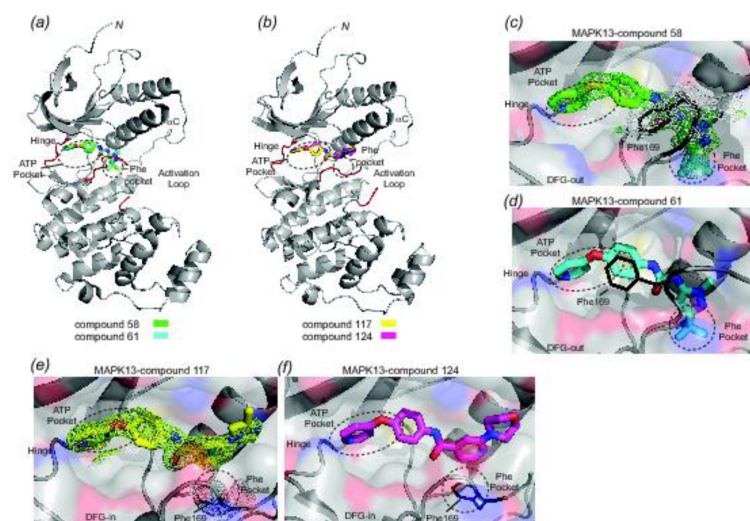 (a)
N
Hinge
αC
ATP
Pocket
Phe
pocket
Activation
Loop
compound 58
compound 61
(b)
N
Hinge
αC
ATP
Pocket
Phe
pocket
Activation
Loop
compound 117
compound 124
(c)
MAPK13-compound 58
ATP
Pocket
Hinge
Phe169
Phe
Pocket
DFG-out
(d)
MAPK13-compound 61
ATP
Pocket
Hinge
Phe169
Phe
Pocket
DFG-out
(e)
MAPK13-compound 117
ATP
Pocket
Hinge
Phe
Pocket
DFG-in
Phe169
(f)
MAPK13-compound 124
ATP
Pocket
Hinge
Phe
Pocket
DFG-in
Phe169